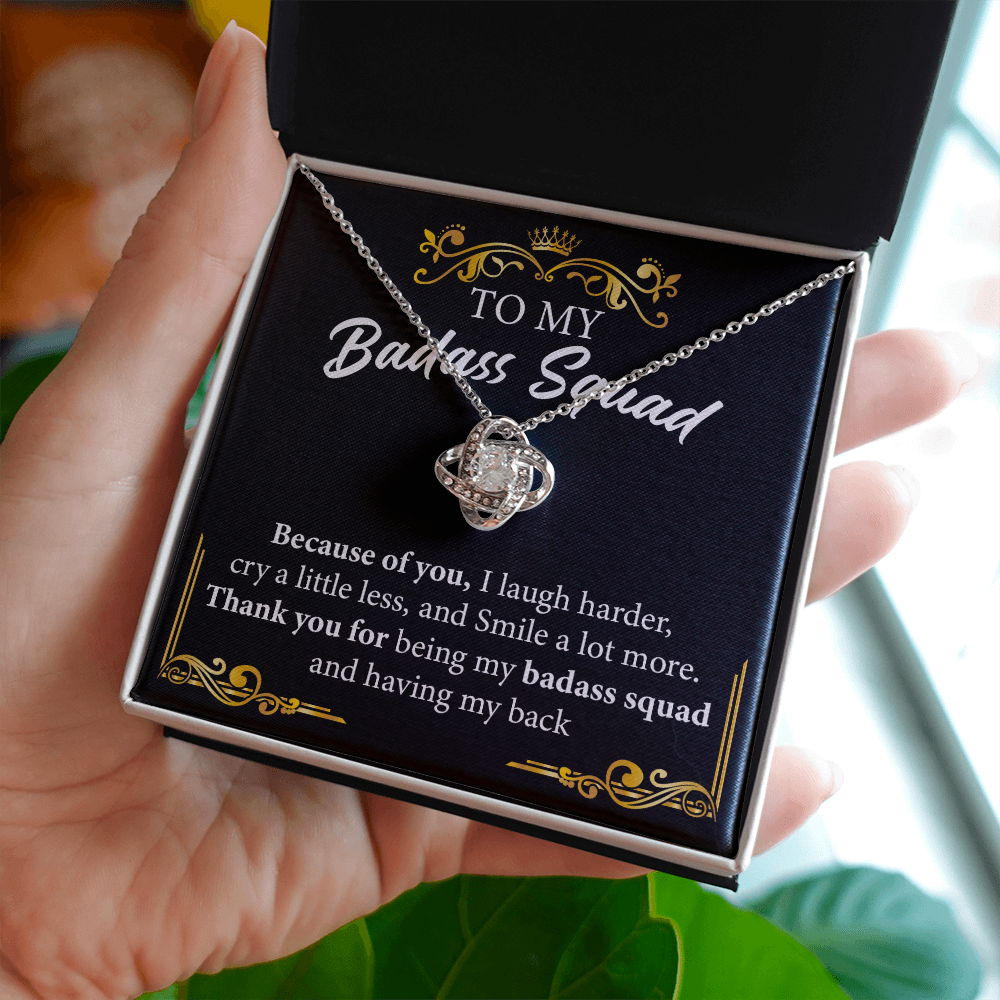 TO MY
Badass Squad
Because of you, I laugh harder,
cry a little less, and Smile a lot more.
Thank you for being my badass squad
and having my back